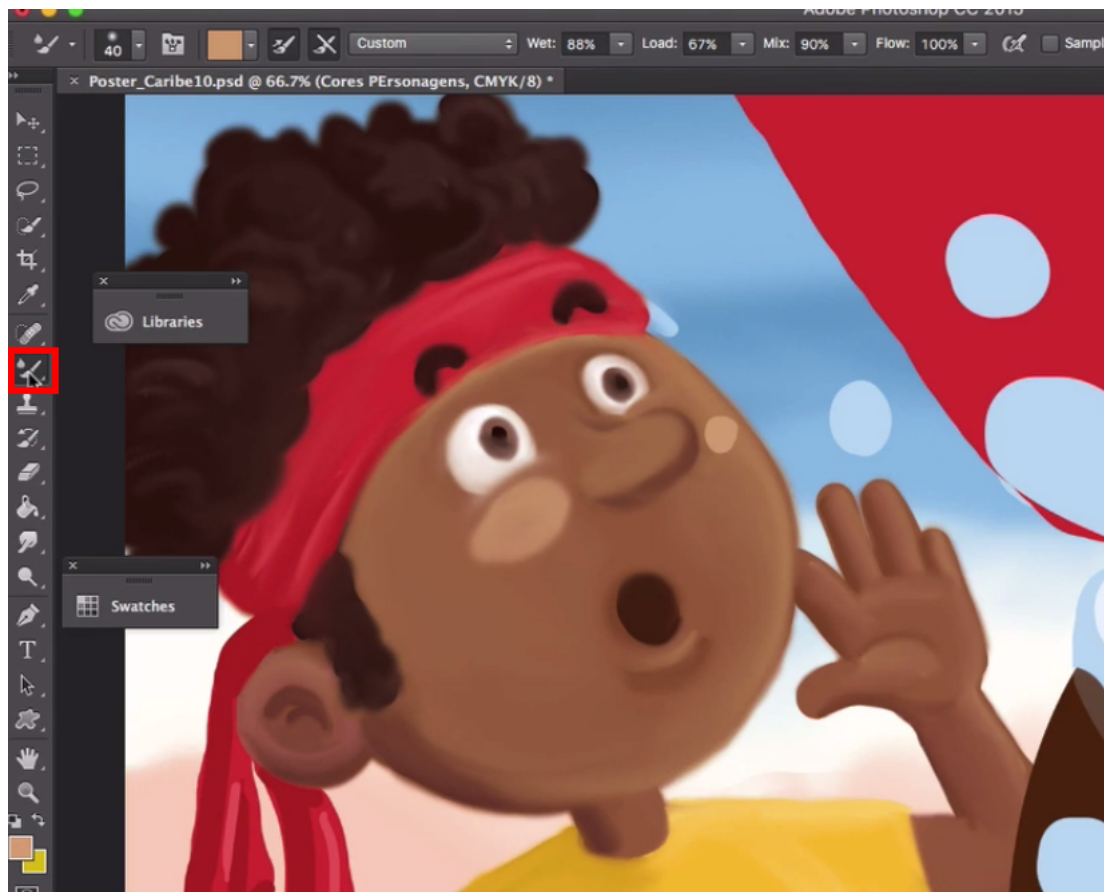 Adobe Photoshop CC 2015
40 Custom Wet: 88% Load: 67% Mix: 90% Flow: 100% Sampl
× Poster_Caribe10.psd @ 66.7% (Cores PErsonagens, CMYK/8) *
Libraries
Swatches
T